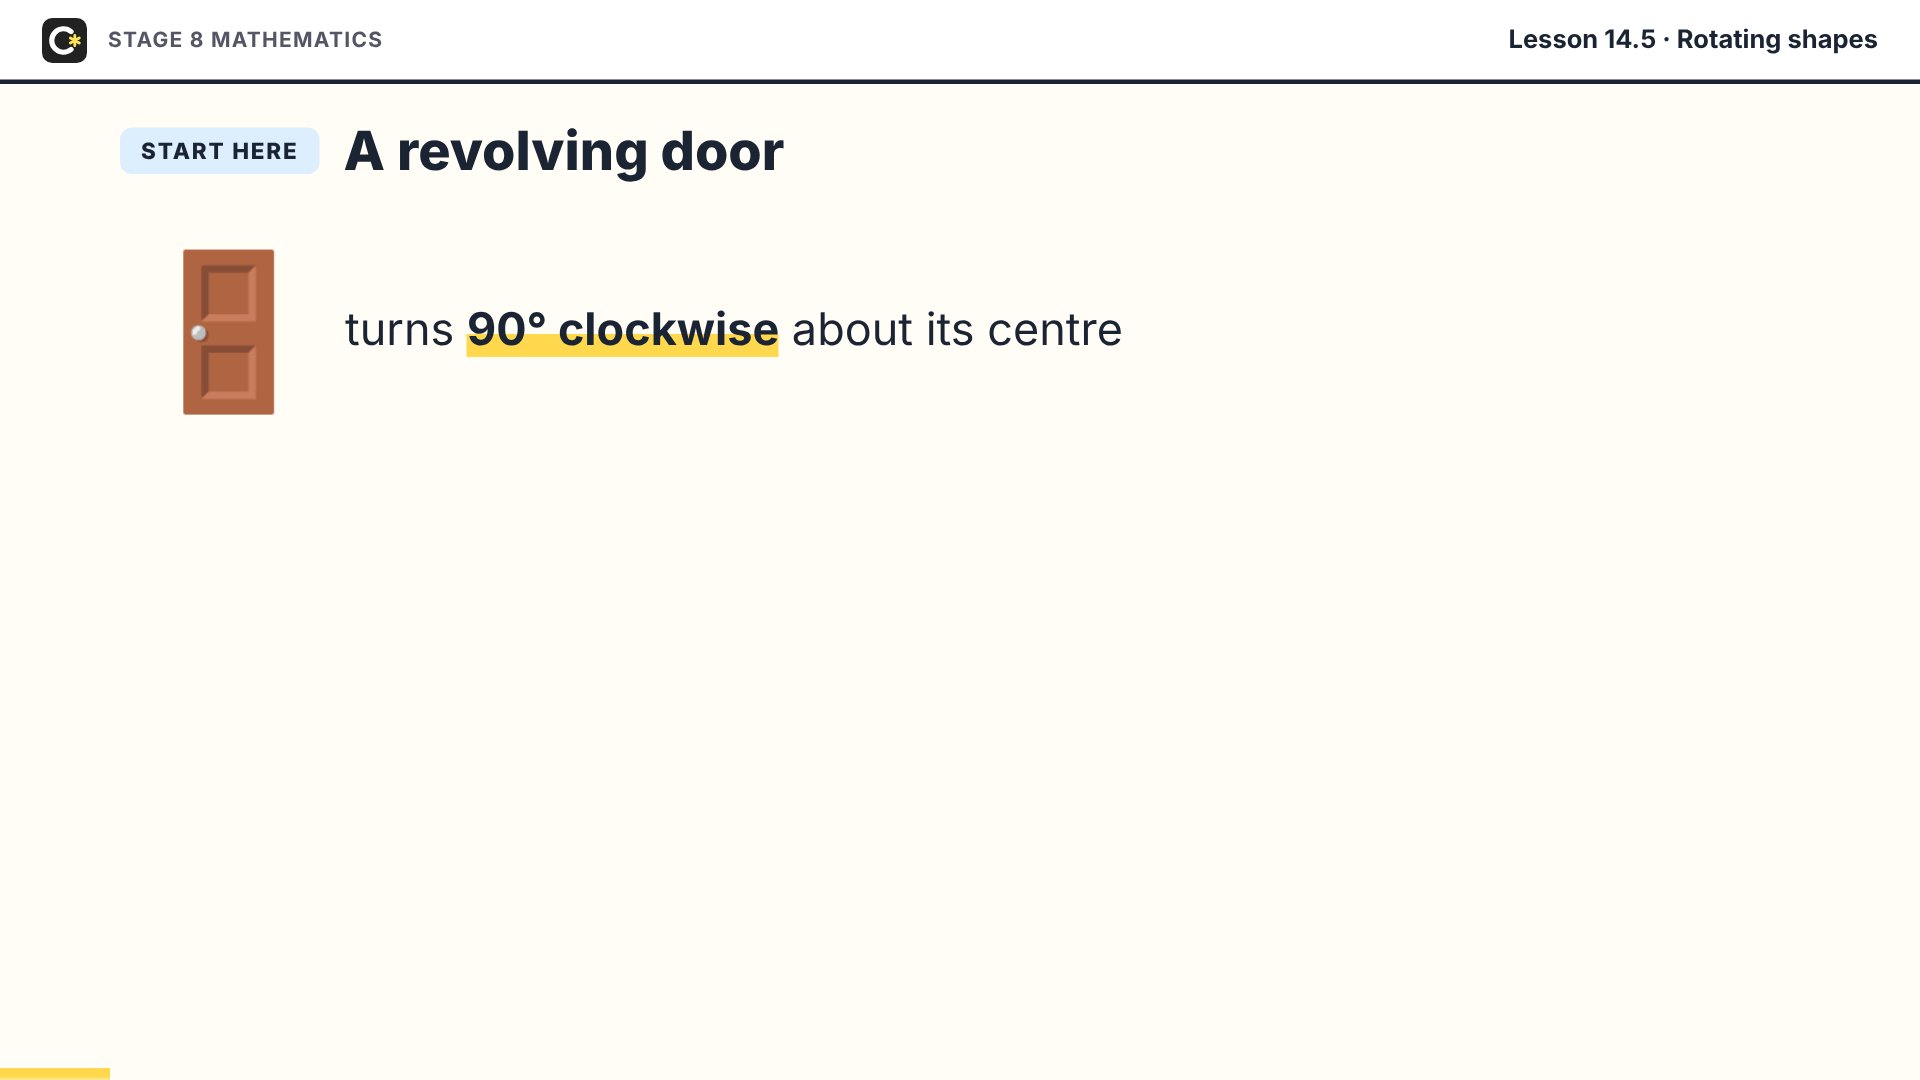 STAGE 8 MATHEMATICS
Lesson 14.5 · Rotating shapes
START HERE
A revolving door
turns 90° clockwise about its centre